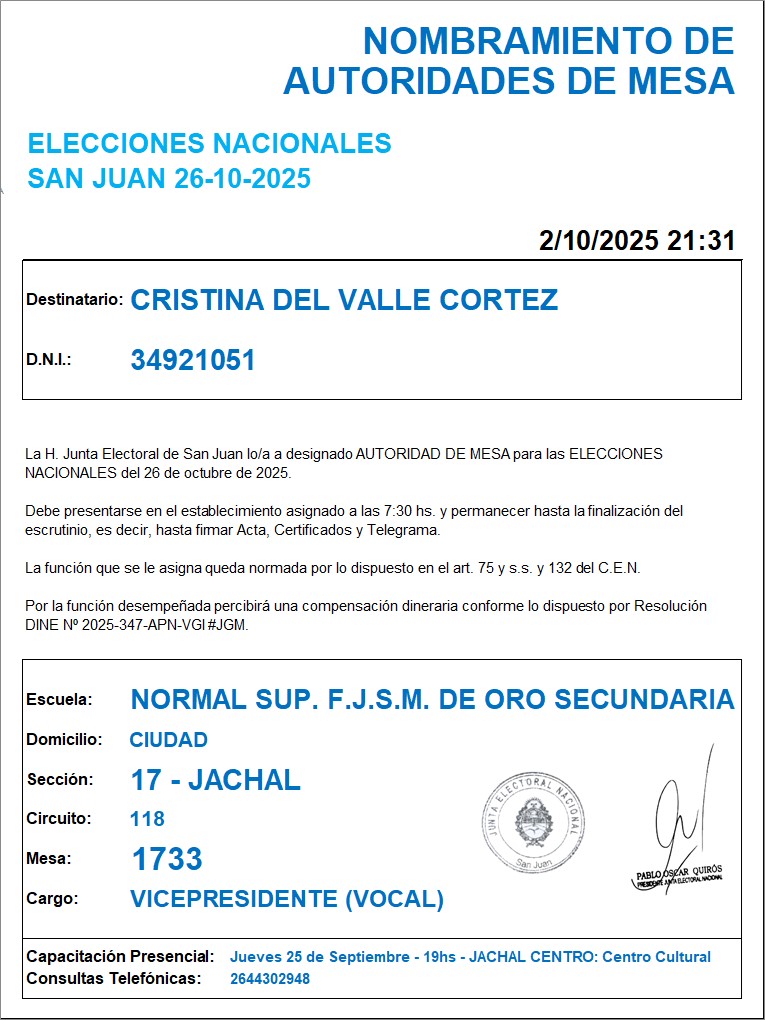 NOMBRAMIENTO DE
AUTORIDADES DE MESA
ELECCIONES NACIONALES
SAN JUAN 26-10-2025
2/10/2025 21:31
Destinatario: CRISTINA DEL VALLE CORTEZ
D.N.I.: 34921051
La H. Junta Electoral de San Juan lo/a a designado AUTORIDAD DE MESA para las ELECCIONES
NACIONALES del 26 de octubre de 2025.
Debe presentarse en el establecimiento asignado a las 7:30 hs. y permanecer hasta la finalización del
escrutinio, es decir, hasta firmar Acta, Certificados y Telegrama.
La función que se le asigna queda normada por lo dispuesto en el art. 75 y s.s. y 132 del C.E.N.
Por la función desempeñada percibirá una compensación dineraria conforme lo dispuesto por Resolución
DINE Nº 2025-347-APN-VGI#JGM.
Escuela: NORMAL SUP. F.J.S.M. DE ORO SECUNDARIA
Domicilio: CIUDAD
Sección: 17 - JACHAL
Circuito: 118
Mesa: 1733
Cargo: VICEPRESIDENTE (VOCAL)
JUNTA ELECTORAL NACIONAL
San Juan
PABLO OSCAR QUIRÓS
PRESIDENTE JUNTA ELECTORAL NACIONAL
Capacitación Presencial: Jueves 25 de Septiembre - 19hs - JACHAL CENTRO: Centro Cultural
Consultas Telefónicas: 2644302948